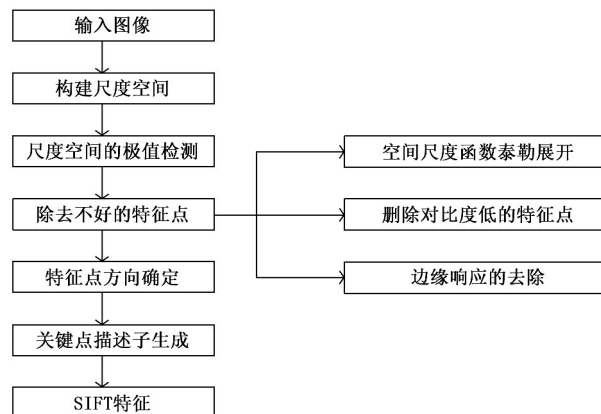 输入图像
构建尺度空间
尺度空间的极值检测
除去不好的特征点
特征点方向确定
关键点描述子生成
SIFT特征
空间尺度函数泰勒展开
删除对比度低的特征点
边缘响应的去除